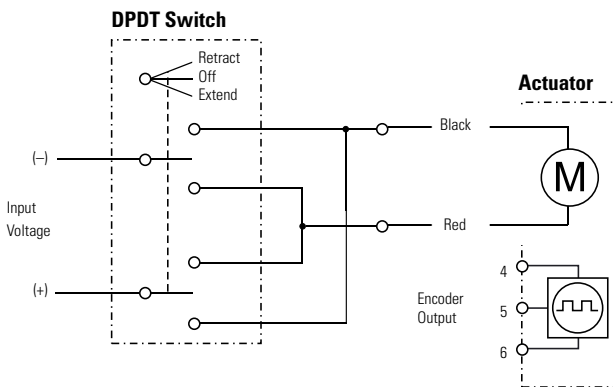 DPDT Switch
Retract
Off
Extend
Actuator
Black
(–)
M
Input
Voltage
Red
(+)
Encoder
Output
4
5
6